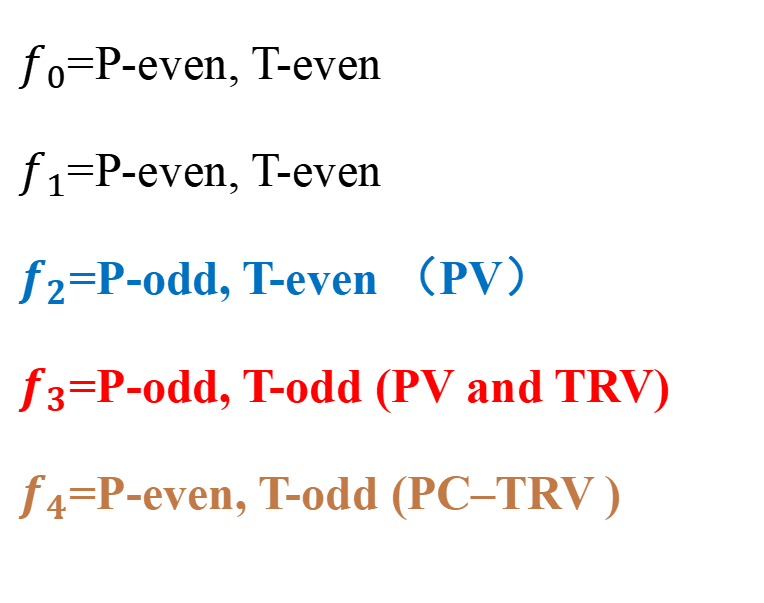 f₀=P-even, T-even
f₁=P-even, T-even
f₂=P-odd, T-even （PV）
f₃=P-odd, T-odd (PV and TRV)
f₄=P-even, T-odd (PC–TRV )